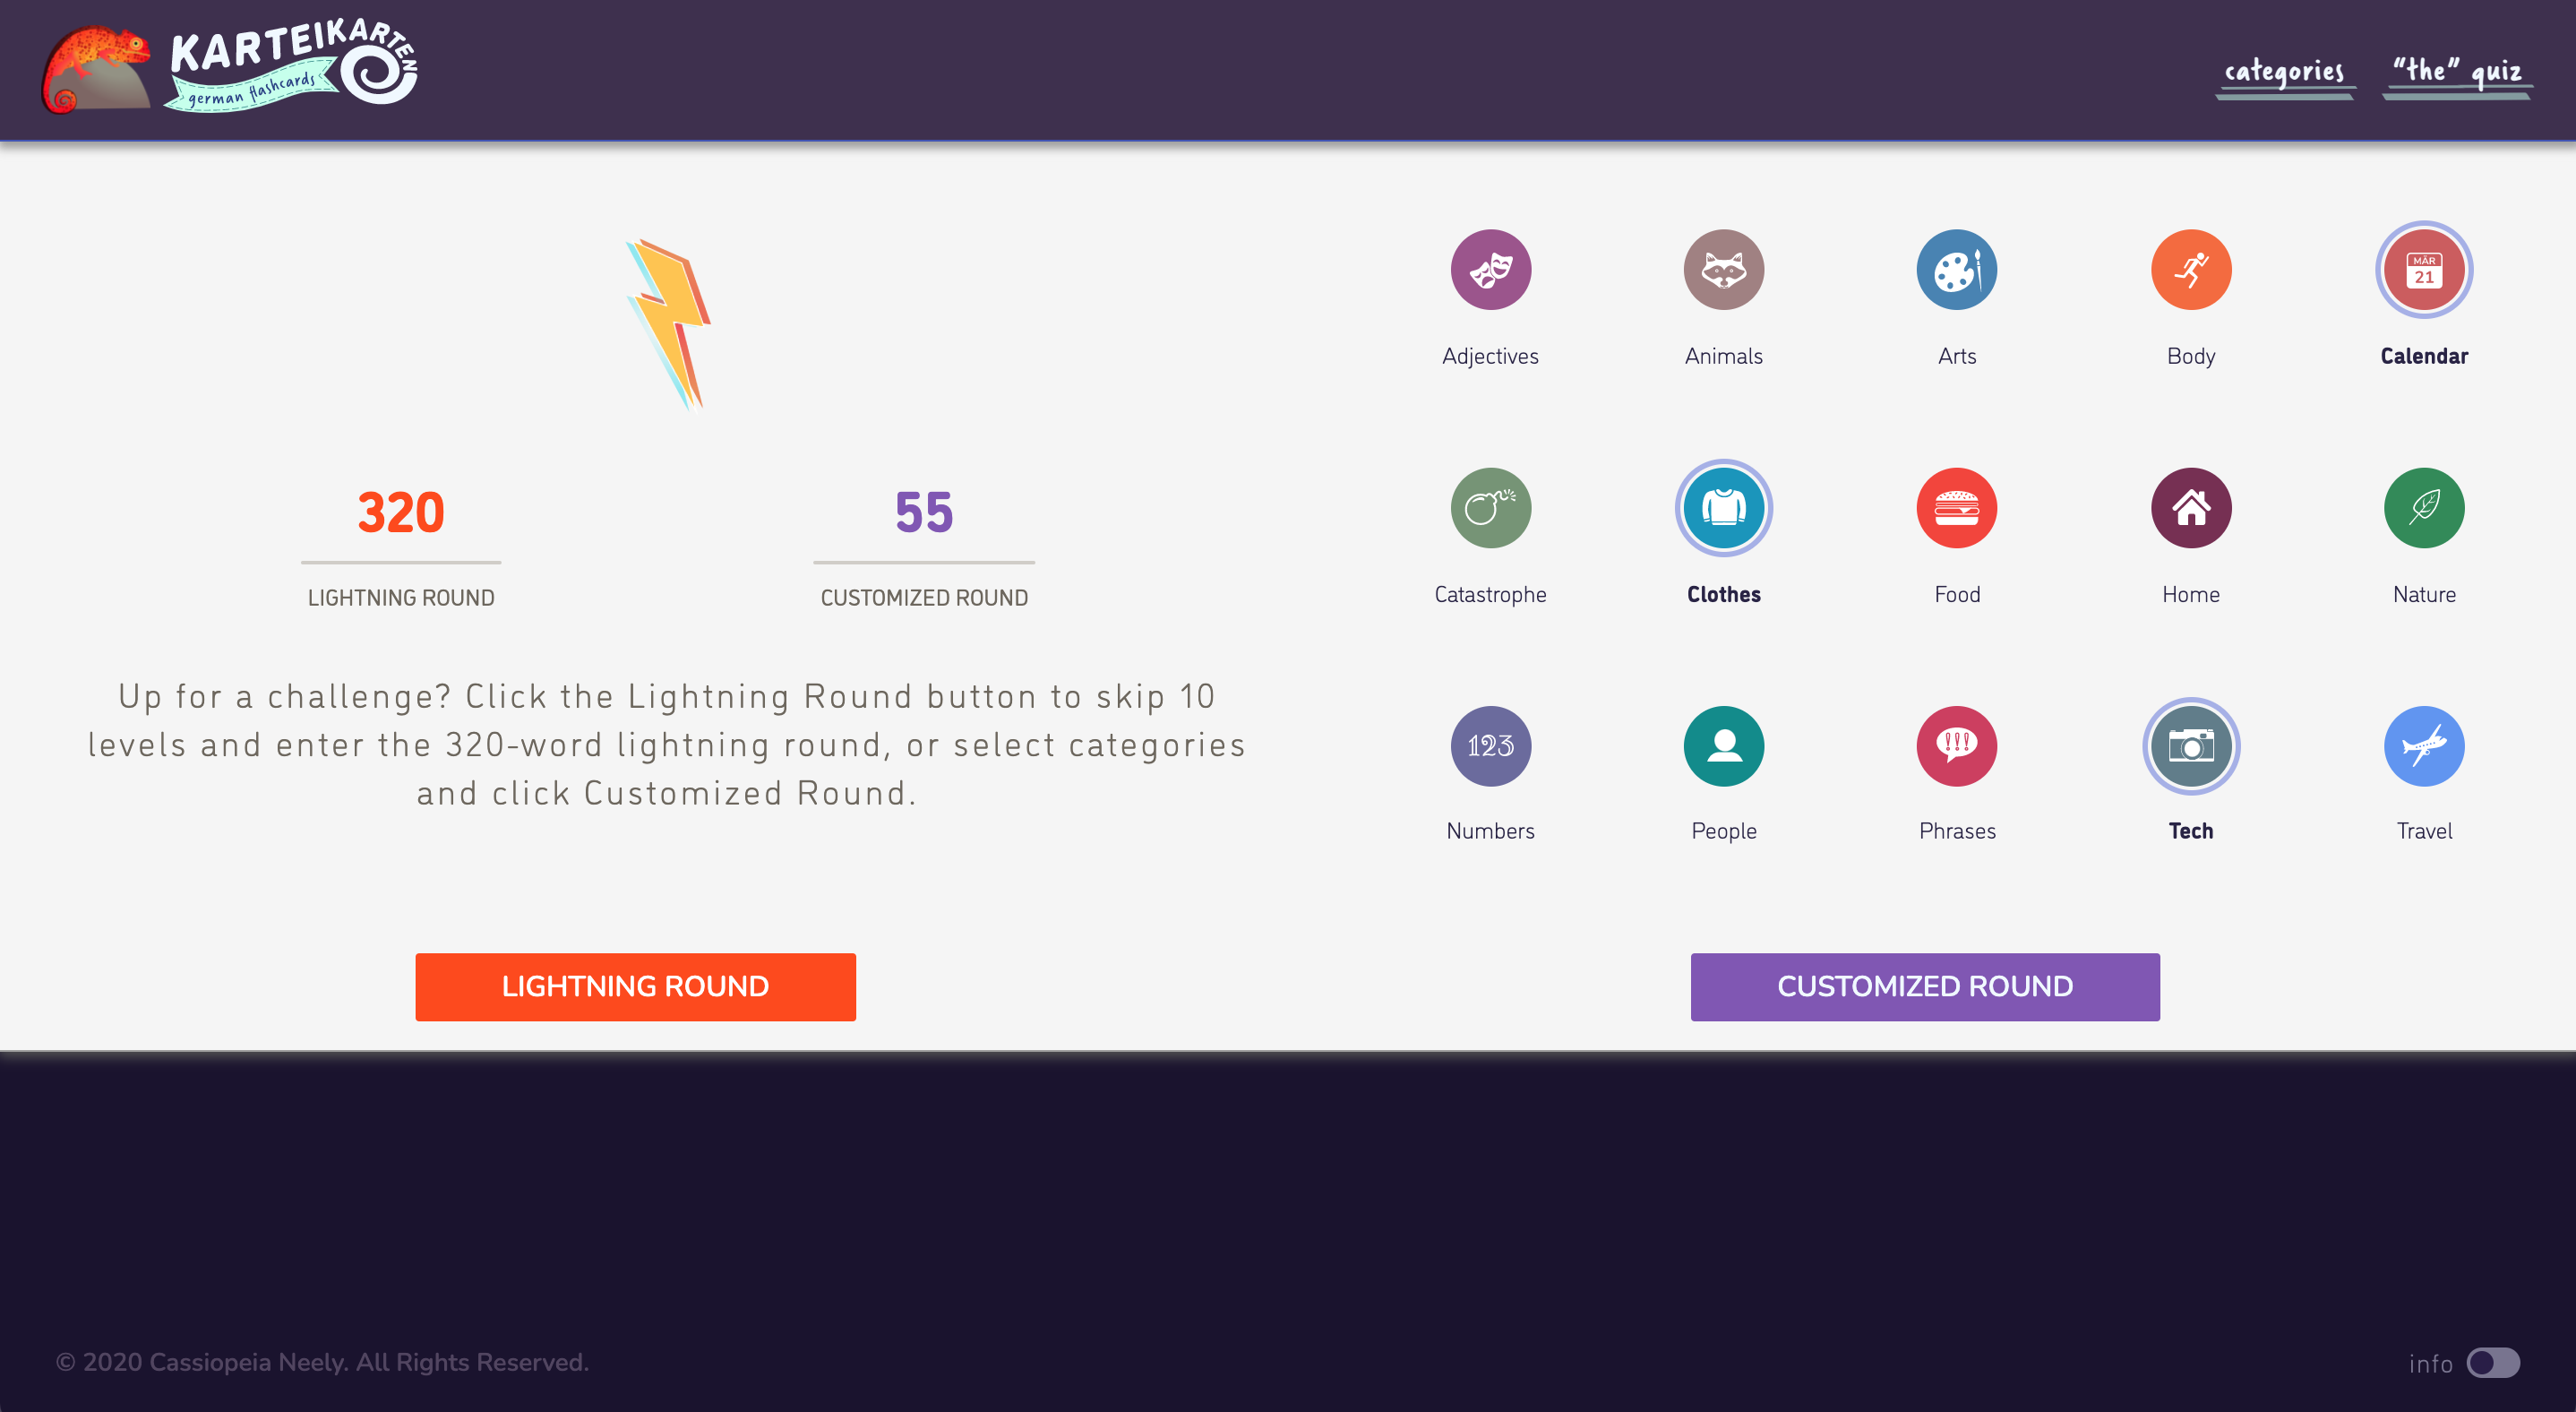 KARTEIKARTEN
german flashcards
categories
“the” quiz
320
55
LIGHTNING ROUND
CUSTOMIZED ROUND
Up for a challenge? Click the Lightning Round button to skip 10
levels and enter the 320-word lightning round, or select categories
and click Customized Round.
LIGHTNING ROUND
MÄR
21
Adjectives
Animals
Arts
Body
Calendar
Catastrophe
Clothes
Food
Home
Nature
123
!!!
Numbers
People
Phrases
Tech
Travel
CUSTOMIZED ROUND
© 2020 Cassiopeia Neely. All Rights Reserved.
info